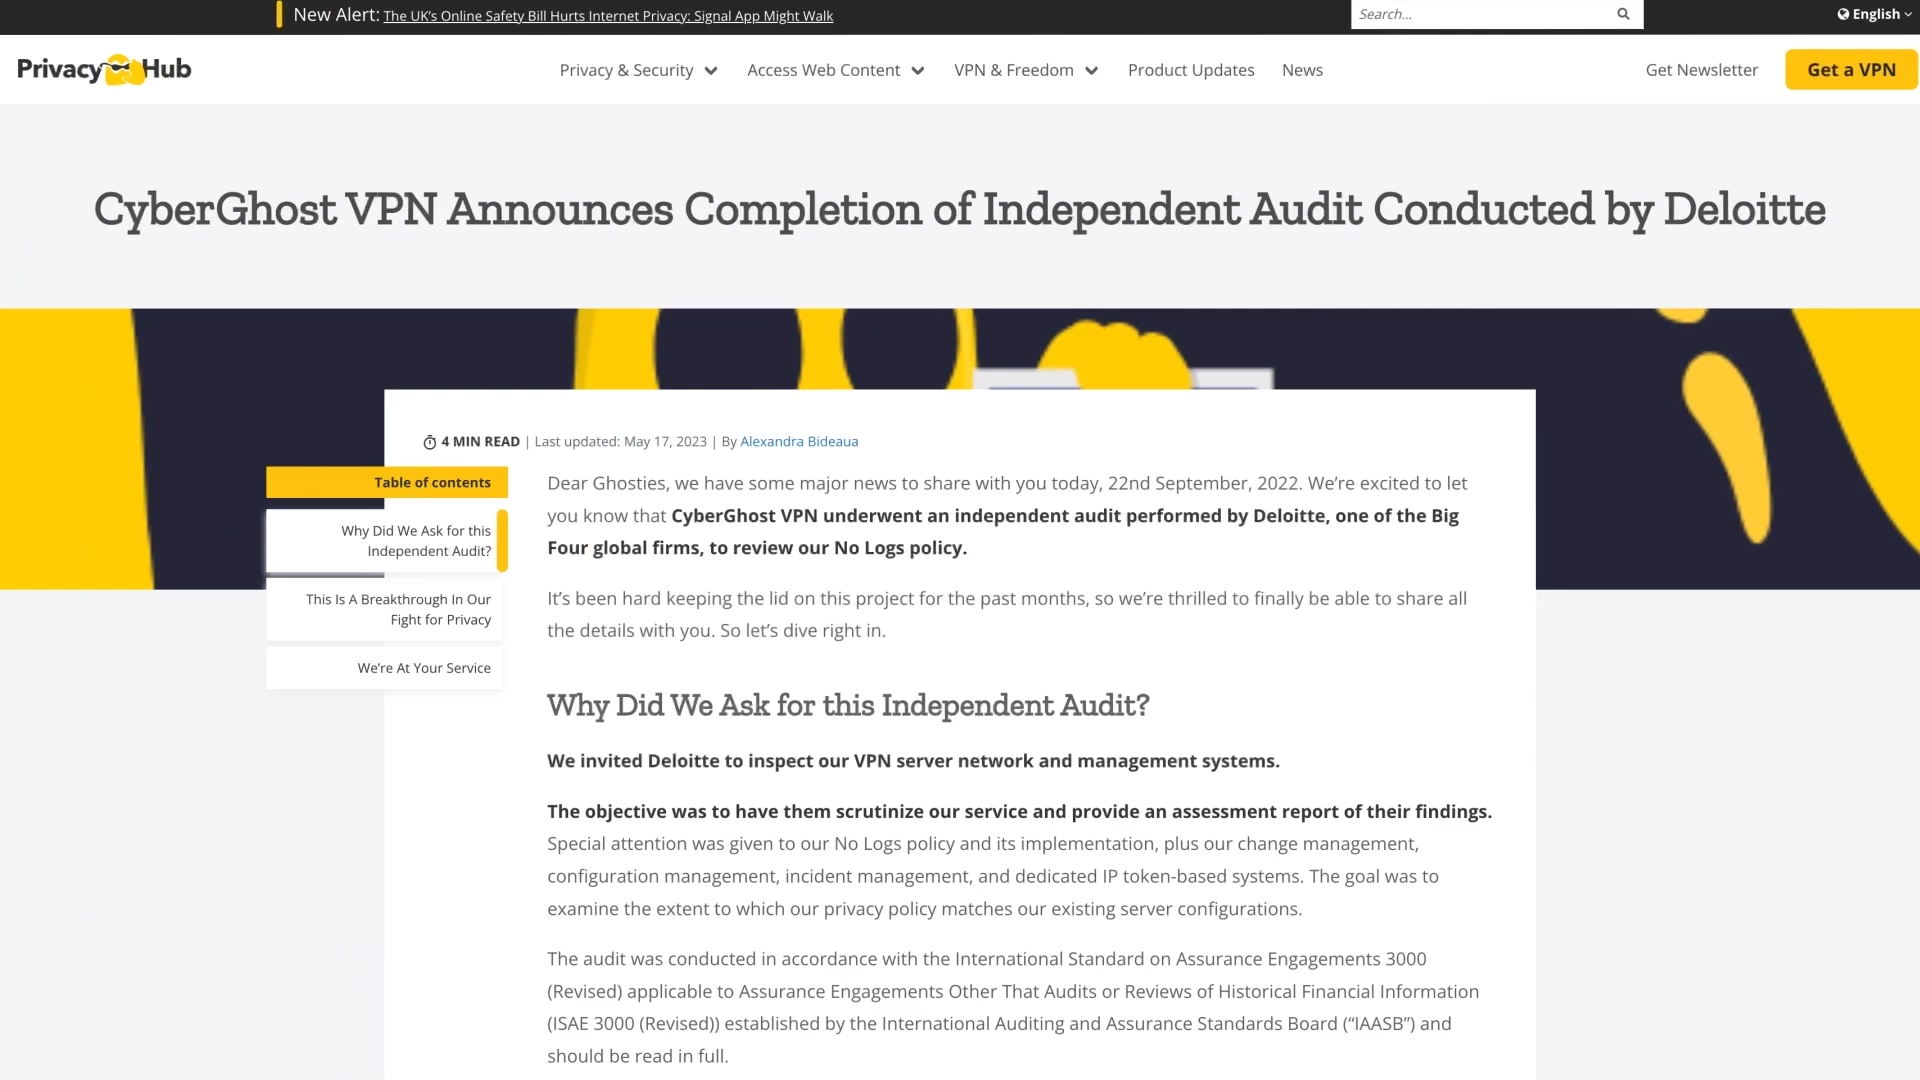 New Alert: The UK's Online Safety Bill Hurts Internet Privacy: Signal App Might Walk
Search...
English
Privacy Hub
Privacy & Security
Access Web Content
VPN & Freedom
Product Updates
News
Get Newsletter
Get a VPN
CyberGhost VPN Announces Completion of Independent Audit Conducted by Deloitte
4 MIN READ | Last updated: May 17, 2023 | By Alexandra Bideaua
Table of contents
Why Did We Ask for this
Independent Audit?
This Is A Breakthrough In Our
Fight for Privacy
We're At Your Service
Dear Ghosties, we have some major news to share with you today, 22nd September, 2022. We’re excited to let
you know that CyberGhost VPN underwent an independent audit performed by Deloitte, one of the Big
Four global firms, to review our No Logs policy.
It’s been hard keeping the lid on this project for the past months, so we’re thrilled to finally be able to share all
the details with you. So let’s dive right in.
Why Did We Ask for this Independent Audit?
We invited Deloitte to inspect our VPN server network and management systems.
The objective was to have them scrutinize our service and provide an assessment report of their findings.
Special attention was given to our No Logs policy and its implementation, plus our change management,
configuration management, incident management, and dedicated IP token-based systems. The goal was to
examine the extent to which our privacy policy matches our existing server configurations.
The audit was conducted in accordance with the International Standard on Assurance Engagements 3000
(Revised) applicable to Assurance Engagements Other That Audits or Reviews of Historical Financial Information
(ISAE 3000 (Revised)) established by the International Auditing and Assurance Standards Board (“IAASB”) and
should be read in full.